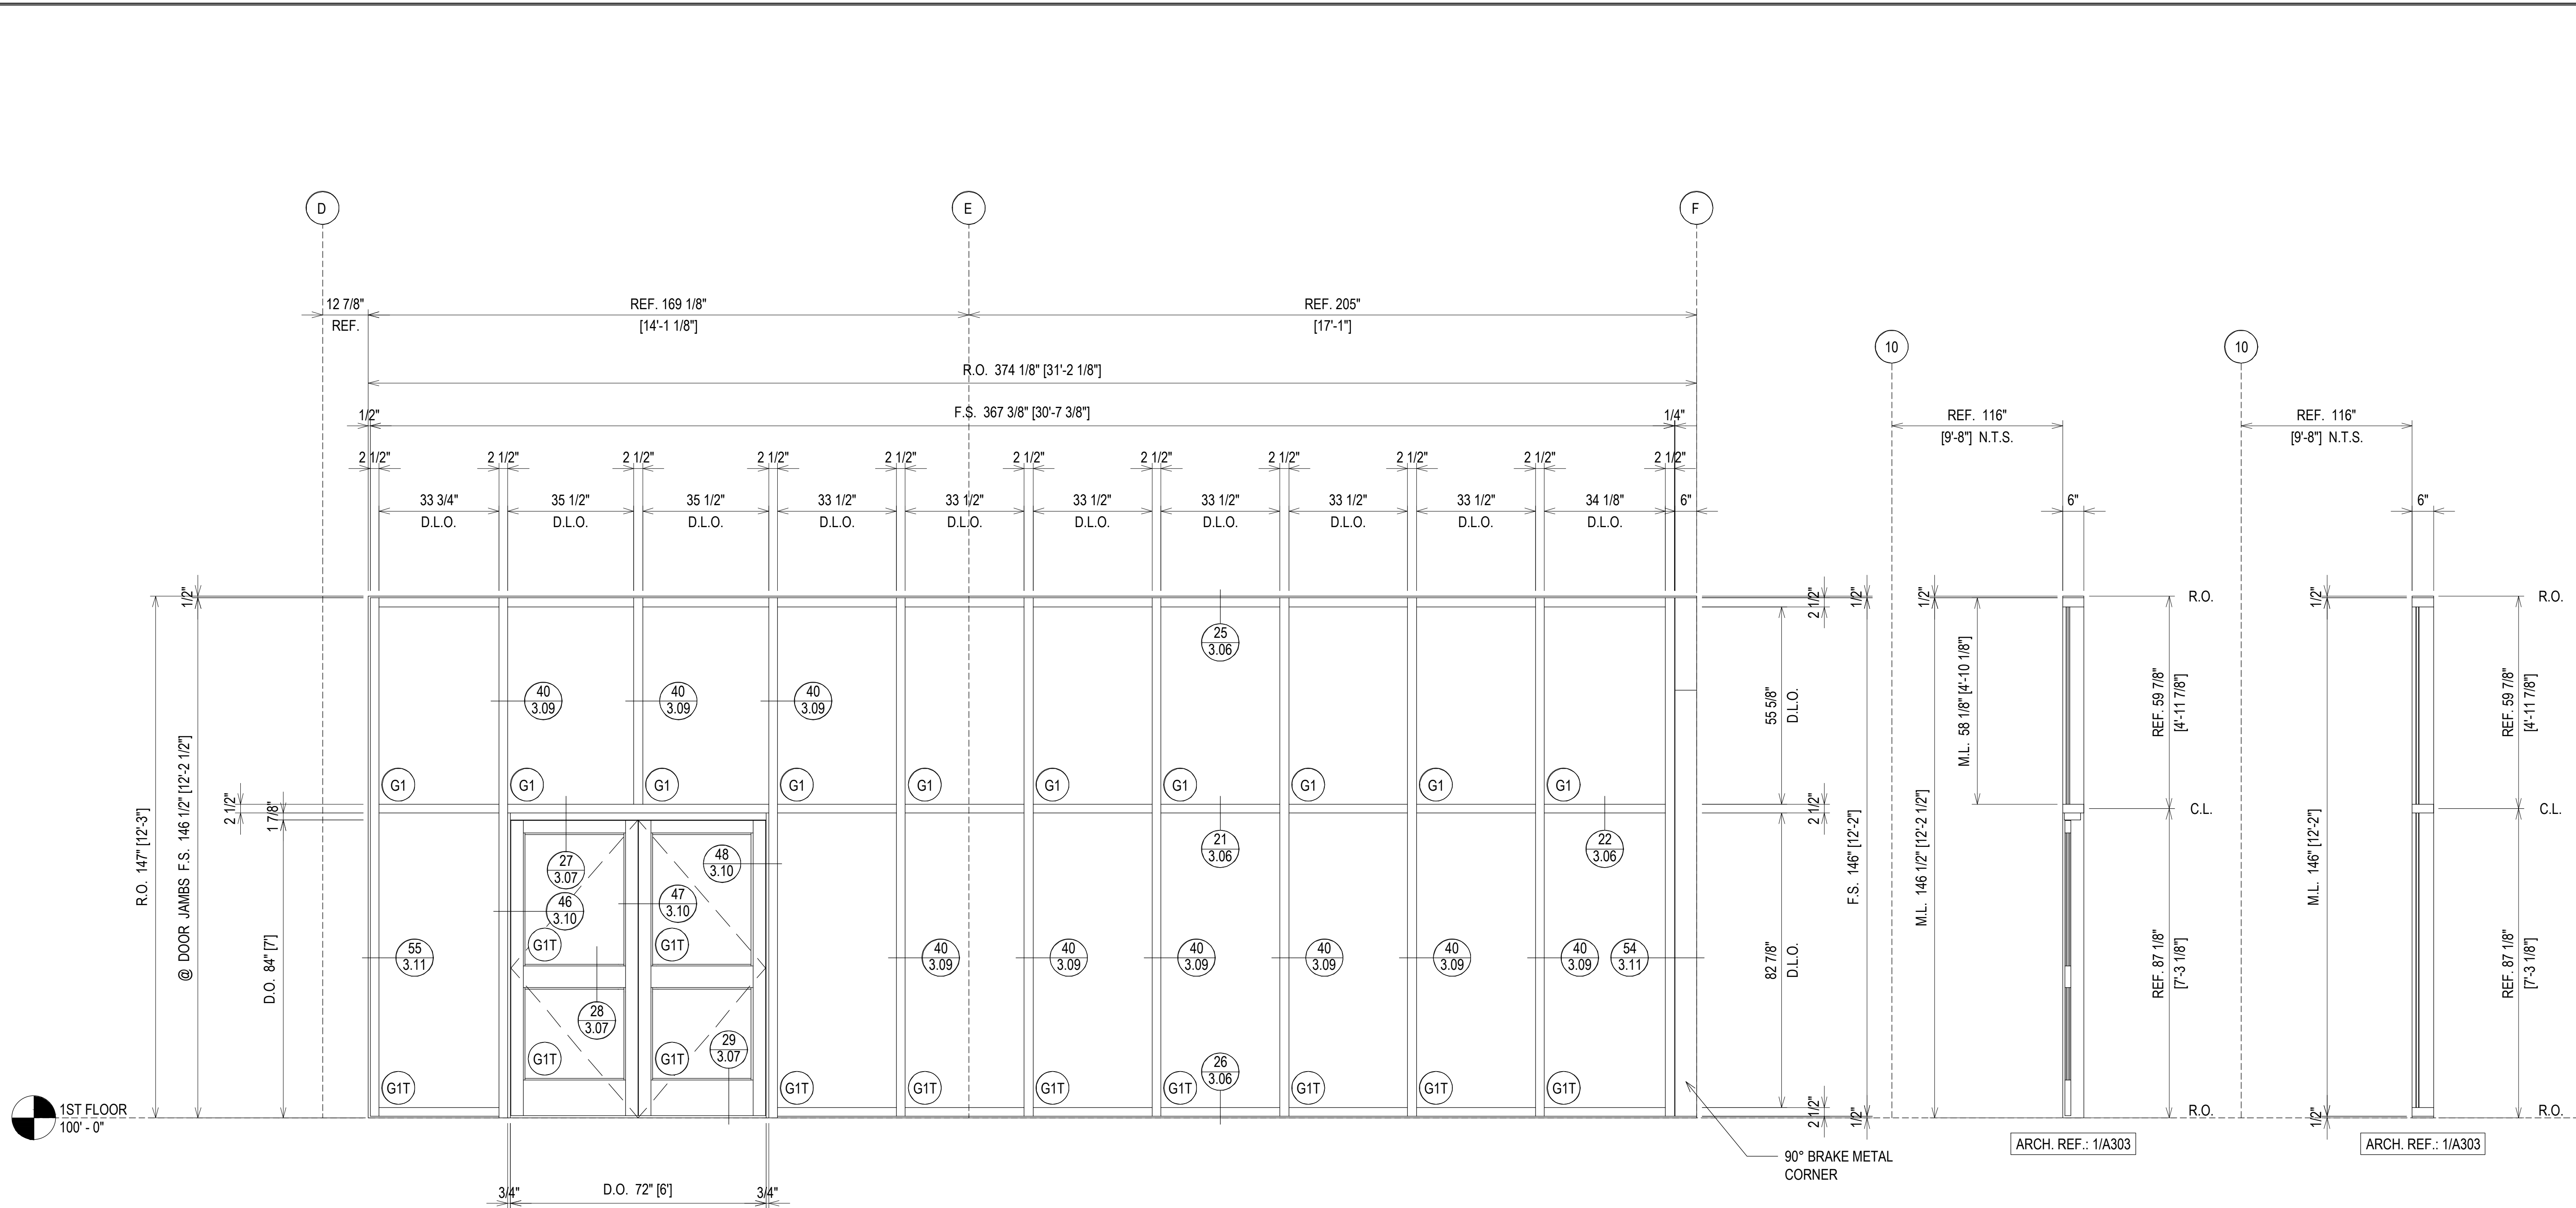 D
E
F
12 7/8"
REF.
REF. 169 1/8"
[14'-1 1/8"]
REF. 205"
[17'-1"]
10
10
R.O. 374 1/8" [31'-2 1/8"]
1/2"
F.S. 367 3/8" [30'-7 3/8"]
1/4"
REF. 116"
[9'-8"] N.T.S.
REF. 116"
[9'-8"] N.T.S.
2 1/2"
2 1/2"
2 1/2"
2 1/2"
2 1/2"
2 1/2"
2 1/2"
2 1/2"
2 1/2"
2 1/2"
2 1/2"
33 3/4"
D.L.O.
35 1/2"
D.L.O.
35 1/2"
D.L.O.
33 1/2"
D.L.O.
33 1/2"
D.L.O.
33 1/2"
D.L.O.
33 1/2"
D.L.O.
33 1/2"
D.L.O.
33 1/2"
D.L.O.
34 1/8"
D.L.O.
6"
6"
6"
R.O. 147" [12'-3"]
1/2"
@ DOOR JAMBS F.S. 146 1/2" [12'-2 1/2"]
2 1/2"
1 7/8"
D.O. 84" [7']
25
3.06
40
3.09
40
3.09
40
3.09
G1
G1
G1
G1
G1
G1
G1
G1
G1
G1
27
3.07
48
3.10
46
3.10
47
3.10
21
3.06
22
3.06
G1T
G1T
55
3.11
40
3.09
40
3.09
40
3.09
40
3.09
40
3.09
40
3.09
54
3.11
28
3.07
29
3.07
G1T
G1T
26
3.06
G1T
G1T
G1T
G1T
G1T
G1T
G1T
G1T
2 1/2"
55 5/8"
D.L.O.
2 1/2"
82 7/8"
D.L.O.
2 1/2"
1/2"
F.S. 146" [12'-2"]
1/2"
1/2"
M.L. 146 1/2" [12'-2 1/2"]
M.L. 58 1/8" [4'-10 1/8"]
REF. 59 7/8"
[4'-11 7/8"]
REF. 87 1/8"
[7'-3 1/8"]
R.O.
C.L.
R.O.
1/2"
M.L. 146" [12'-2"]
1/2"
REF. 59 7/8"
[4'-11 7/8"]
REF. 87 1/8"
[7'-3 1/8"]
R.O.
C.L.
R.O.
1ST FLOOR
100' - 0"
ARCH. REF.: 1/A303
ARCH. REF.: 1/A303
90° BRAKE METAL
CORNER
3/4"
D.O. 72" [6']
3/4"